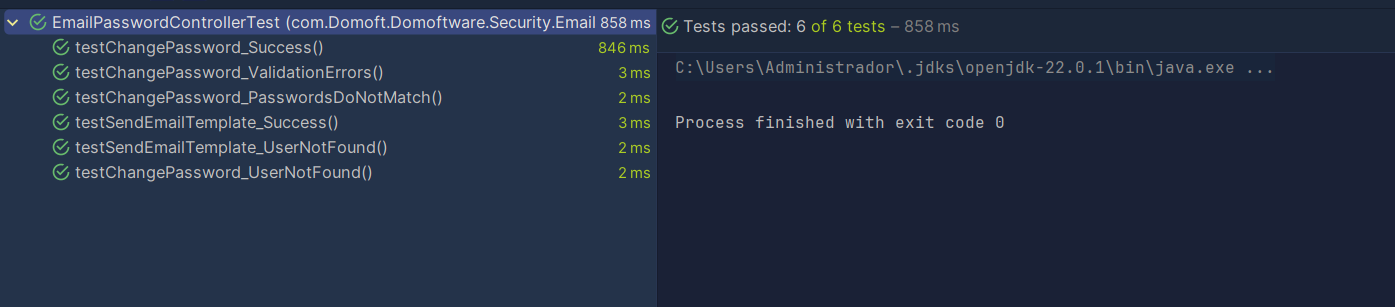 EmailPasswordControllerTest (com.Domoft.Domoftware.Security.Email 858 ms
testChangePassword_Success() 846 ms
testChangePassword_ValidationErrors() 3 ms
testChangePassword_PasswordsDoNotMatch() 2 ms
testSendEmailTemplate_Success() 3 ms
testSendEmailTemplate_UserNotFound() 2 ms
testChangePassword_UserNotFound() 2 ms
Tests passed: 6 of 6 tests – 858 ms
C:\Users\Administrador\.jdks\openjdk-22.0.1\bin\java.exe ...
Process finished with exit code 0